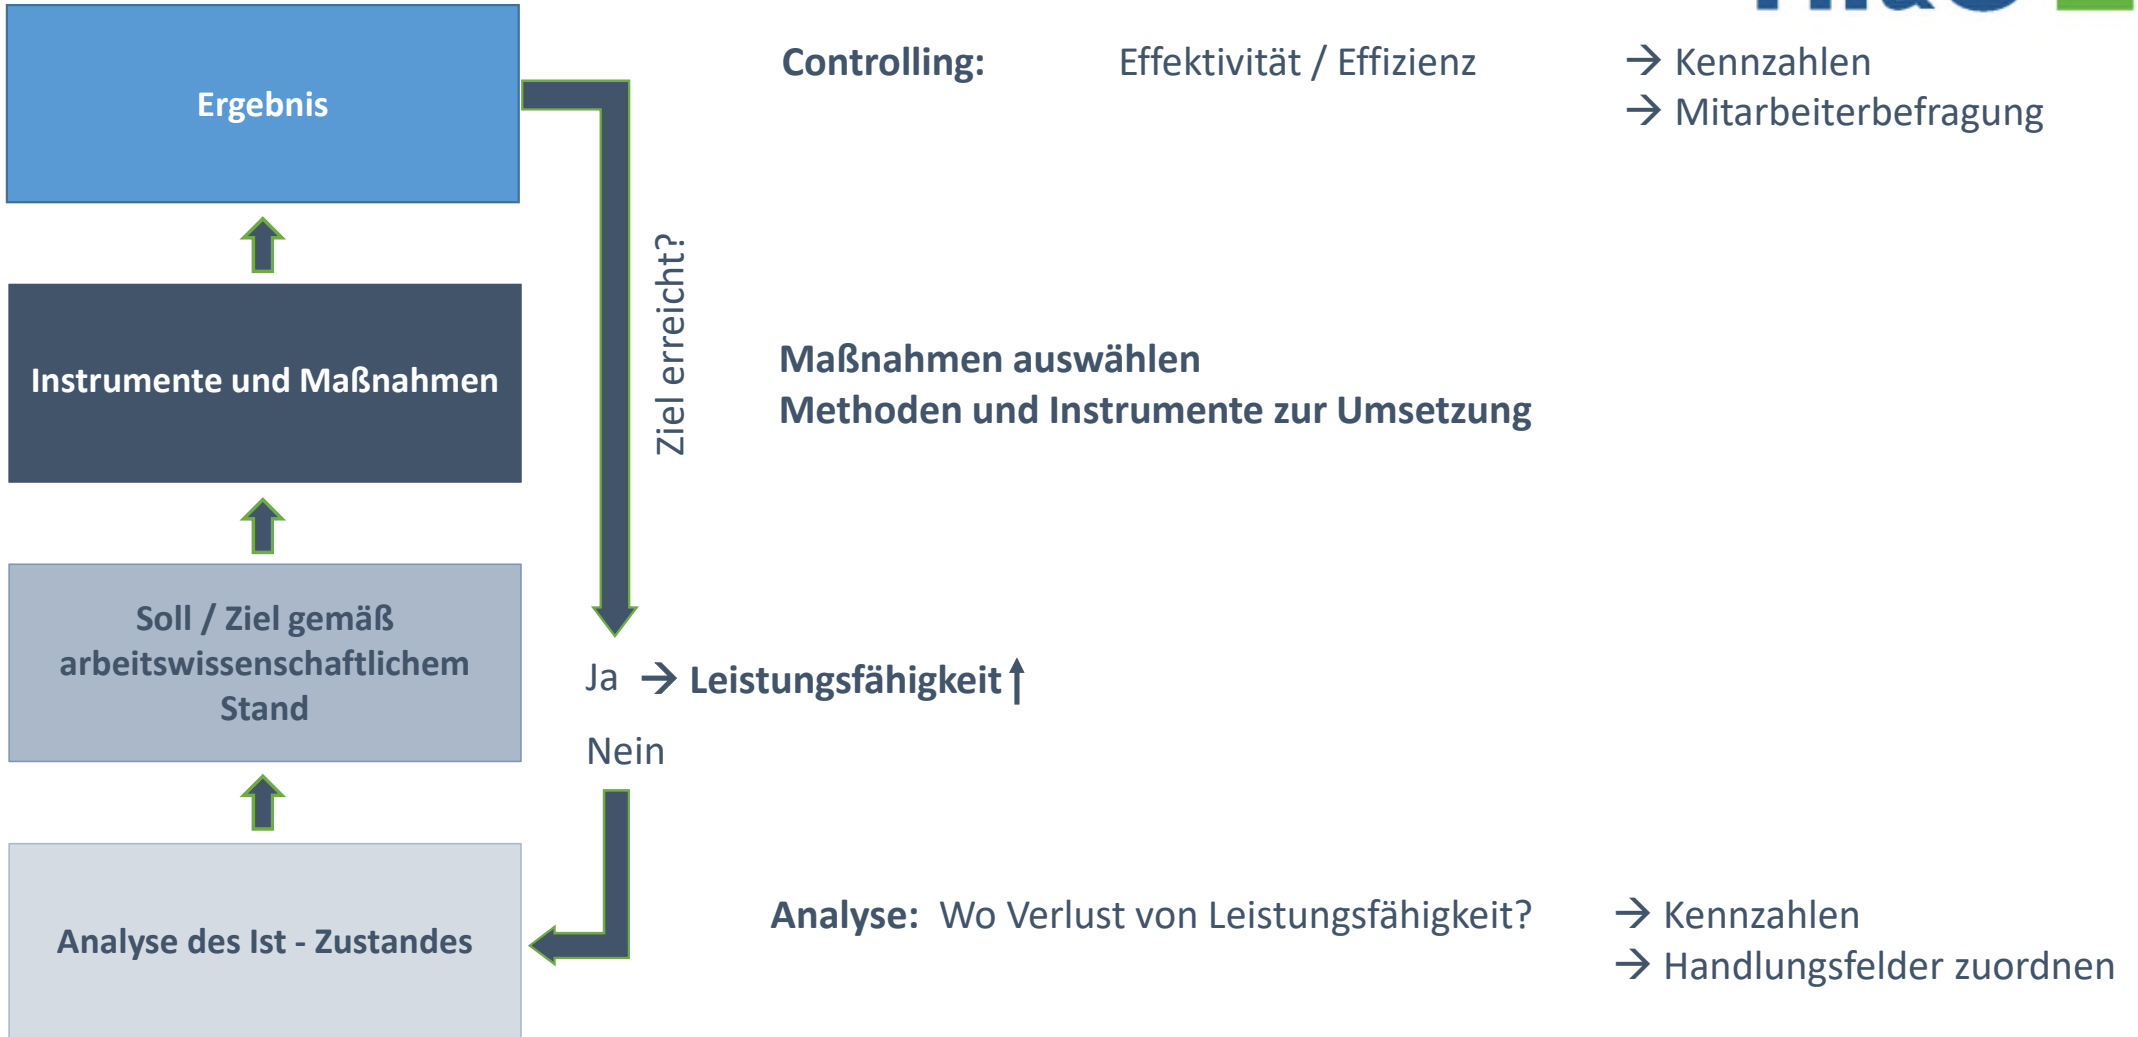 Controlling: Effektivität / Effizienz → Kennzahlen
→ Mitarbeiterbefragung
Ergebnis
Ziel erreicht?
Instrumente und Maßnahmen
Maßnahmen auswählen
Methoden und Instrumente zur Umsetzung
Soll / Ziel gemäß
arbeitswissenschaftlichem
Stand
Ja → Leistungsfähigkeit
Nein
Analyse des Ist - Zustandes
Analyse: Wo Verlust von Leistungsfähigkeit? → Kennzahlen
→ Handlungsfelder zuordnen